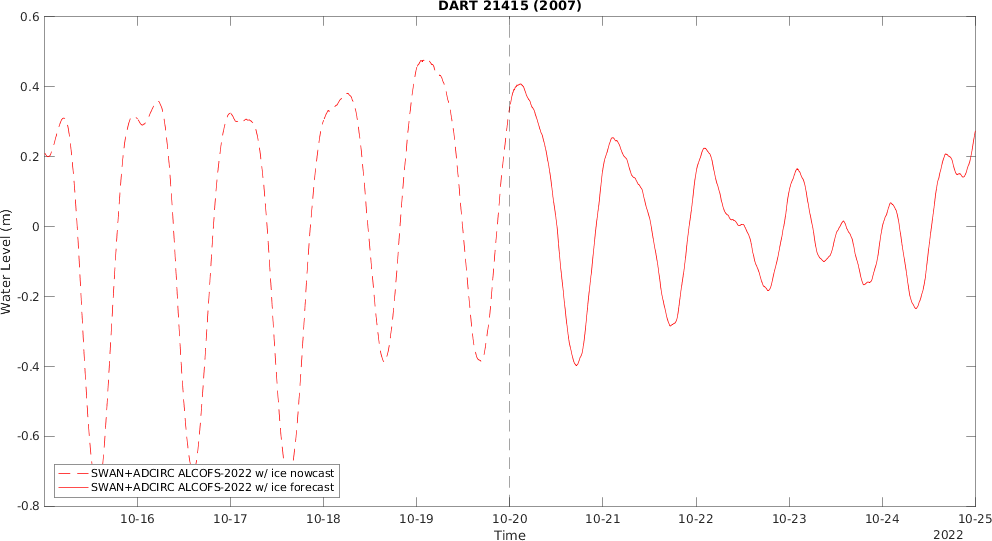 DART 21415 (2007)
0.6
0.4
0.2
0
-0.2
-0.4
-0.6
-0.8
Water Level (m)
SWAN+ADCIRC ALCOFS-2022 w/ ice nowcast
SWAN+ADCIRC ALCOFS-2022 w/ ice forecast
10-16 10-17 10-18 10-19 10-20 10-21 10-22 10-23 10-24 10-25
Time
2022